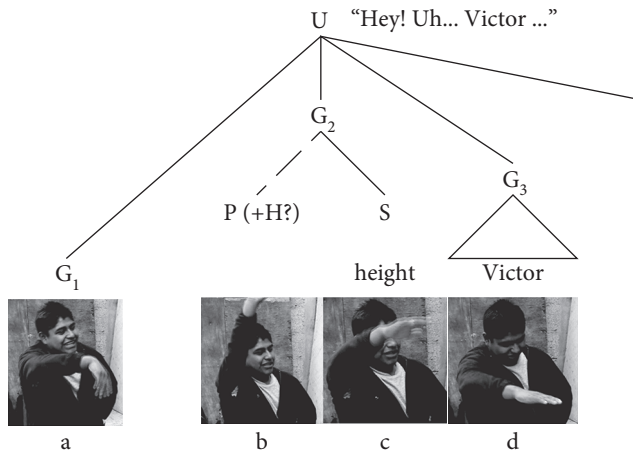 U “Hey! Uh... Victor ...”
G2
G3
P (+H?) S
G1
height Victor
a b c d